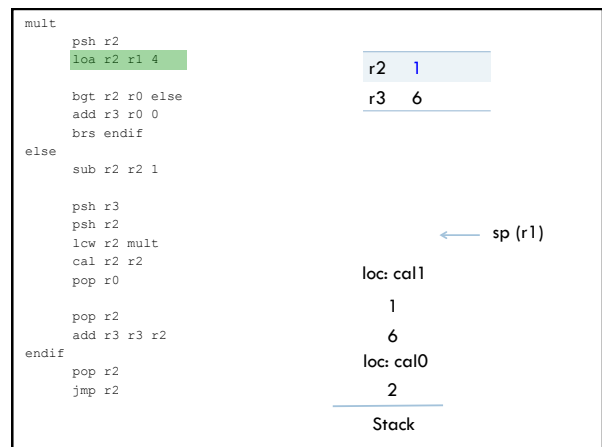 mult
psh r2
loa r2 r1 4
bgt r2 r0 else
add r3 r0 0
brs endif
else
sub r2 r2 1
psh r3
psh r2
lcw r2 mult
cal r2 r2
pop r0
pop r2
add r3 r3 r2
endif
pop r2
jmp r2
r2 1
r3 6
sp (r1)
loc: cal1
1
6
loc: cal0
2
Stack